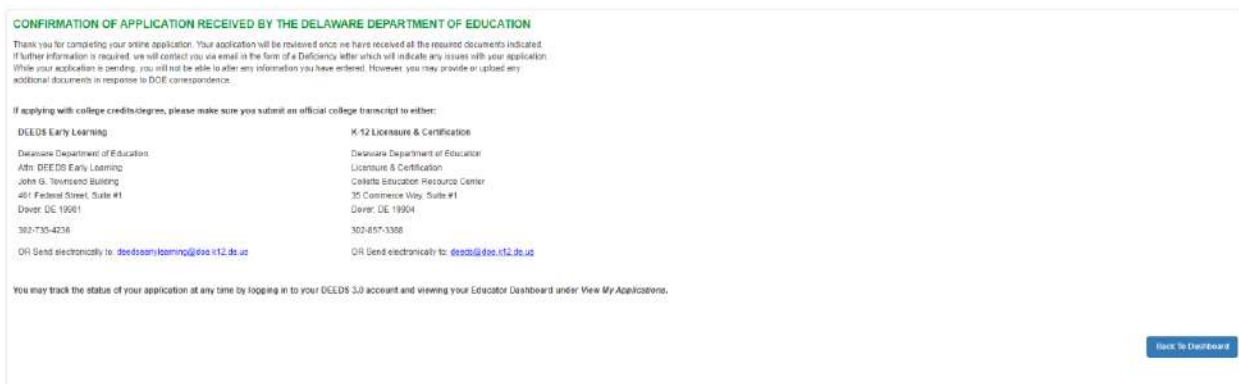 CONFIRMATION OF APPLICATION RECEIVED BY THE DELAWARE DEPARTMENT OF EDUCATION
Thank you for completing your online application. Your application will be reviewed once we have received all the required documents indicated.
If further information is required, we will contact you via email in the form of a Deficiency letter which will indicate any issues with your application.
While your application is pending, you will not be able to alter any information you have entered. However, you may provide or upload any
additional documents in response to DOE correspondence.
If applying with college credits/degree, please make sure you submit an official college transcript to either:
DEEDS Early Learning
Delaware Department of Education
Attn: DEEDS Early Learning
John G. Townsend Building
401 Federal Street, Suite #1
Dover, DE 19901
302-735-4236
OR Send electronically to: deedsearlylearning@doe.k12.de.us
K-12 Licensure & Certification
Delaware Department of Education
Licensure & Certification
Collette Education Resource Center
35 Commerce Way, Suite #1
Dover, DE 19904
302-857-3388
OR Send electronically to: deeds@doe.k12.de.us
You may track the status of your application at any time by logging in to your DEEDS 3.0 account and viewing your Educator Dashboard under View My Applications.
Back To Dashboard